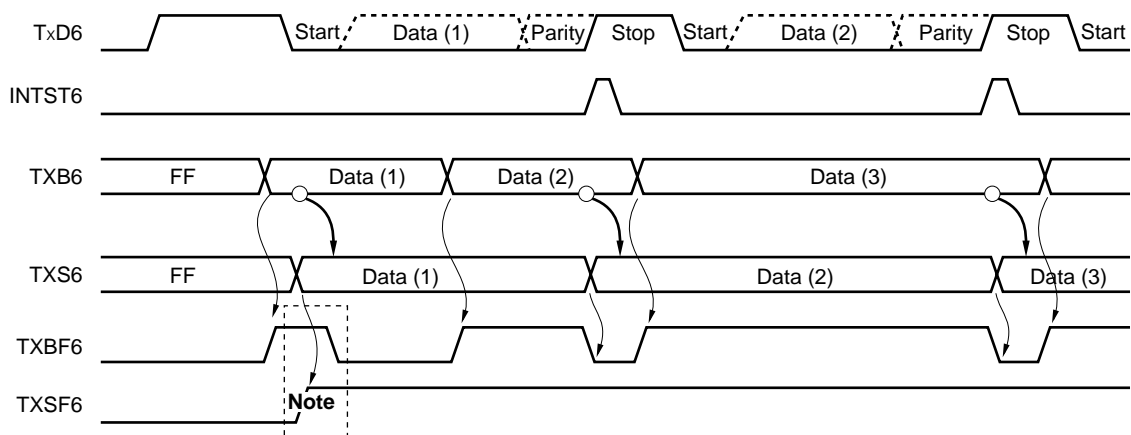 TxD6 Start Data (1) Parity Stop Start Data (2) Parity Stop Start
INTST6
TXB6 FF Data (1) Data (2) Data (3)
TXS6 FF Data (1) Data (2) Data (3)
TXBF6
TXSF6 Note